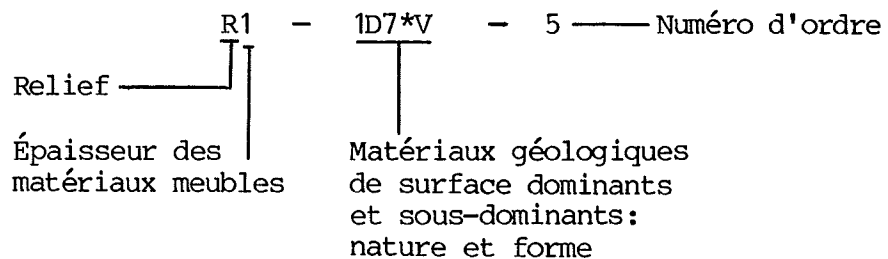 R1 - 1D7*V - 5 Numéro d'ordre
Relief
Épaisseur des
matériaux meubles
Matériaux géologiques
de surface dominants
et sous-dominants:
nature et forme